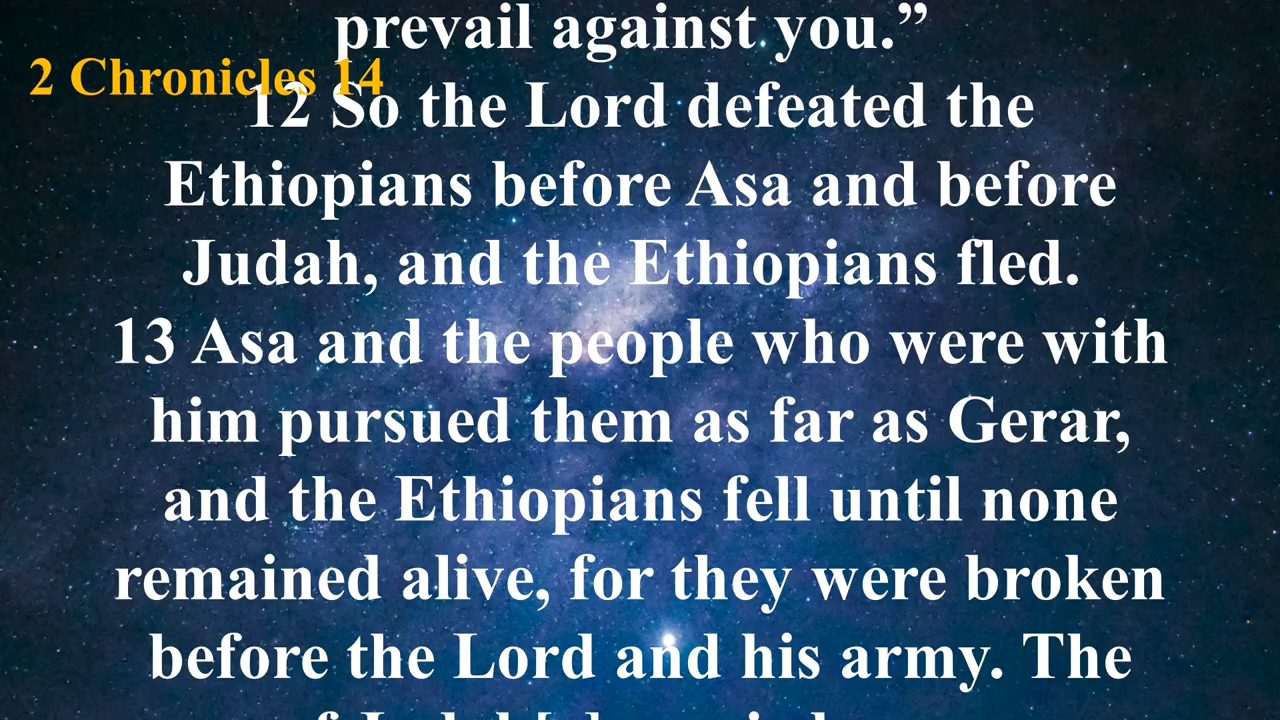 prevail against you.”
2 Chronicles 14
12 So the Lord defeated the
Ethiopians before Asa and before
Judah, and the Ethiopians fled.
13 Asa and the people who were with
him pursued them as far as Gerar,
and the Ethiopians fell until none
remained alive, for they were broken
before the Lord and his army. The